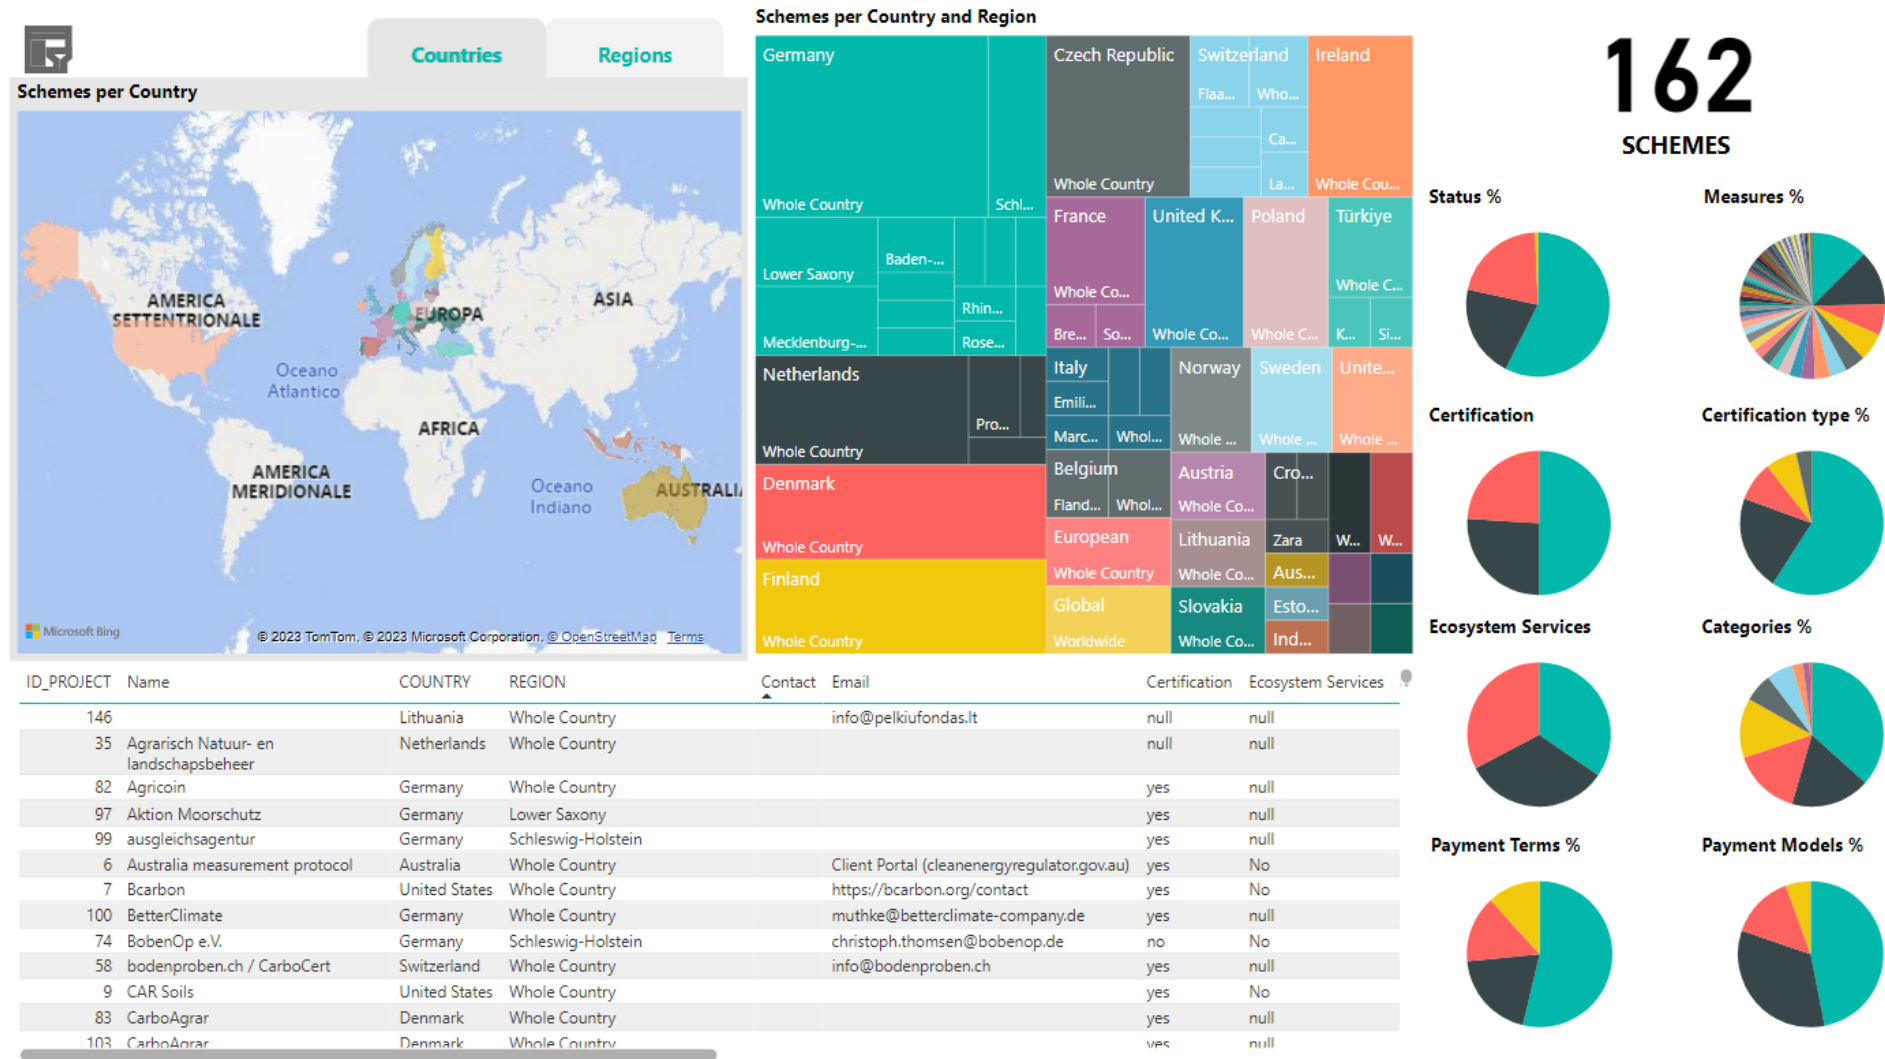 Countries
Regions
Schemes per Country
AMERICA
SETTENTRIONALE
EUROPA
ASIA
Oceano
Atlantico
AFRICA
AMERICA
MERIDIONALE
Oceano
Indiano
AUSTRALI
Microsoft Bing
© 2023 TomTom, © 2023 Microsoft Corporation, © OpenStreetMap Terms
Schemes per Country and Region
Germany
Whole Country
Schl...
Lower Saxony
Baden-...
Mecklenburg-...
Rhin...
Rose...
Netherlands
Whole Country
Pro...
Denmark
Whole Country
Finland
Whole Country
Czech Republic
Whole Country
Switzerland
Flaa...
Who...
Ca...
La...
Ireland
Whole Cou...
France
Whole Co...
Bre...
So...
United K...
Whole Co...
Poland
Whole C...
Türkiye
Whole C...
K...
Si...
Italy
Emili...
Marc...
Whol...
Norway
Whole ...
Sweden
Whole ...
Unite...
Whole ...
Belgium
Fland...
Whol...
Austria
Whole Co...
Cro...
Zara
W...
W...
European
Whole Country
Lithuania
Whole Co...
Aus...
Global
Worldwide
Slovakia
Whole Co...
Esto...
Ind...
162
SCHEMES
Status %
Measures %
Certification
Certification type %
Ecosystem Services
Categories %
Payment Terms %
Payment Models %
ID_PROJECT Name COUNTRY REGION Contact Email Certification Ecosystem Services
146 Lithuania Whole Country info@pelkiufondas.lt null null
35 Agrarisch Natuur- en Netherlands Whole Country null null
landschapsbeheer
82 Agricoin Germany Whole Country yes null
97 Aktion Moorschutz Germany Lower Saxony yes null
99 ausgleichsagentur Germany Schleswig-Holstein yes null
6 Australia measurement protocol Australia Whole Country Client Portal (cleanenergyregulator.gov.au) yes No
7 Bcarbon United States Whole Country https://bcarbon.org/contact yes No
100 BetterClimate Germany Whole Country muthke@betterclimate-company.de yes null
74 BobenOp e.V. Germany Schleswig-Holstein christoph.thomsen@bobenop.de no No
58 bodenproben.ch / CarboCert Switzerland Whole Country info@bodenproben.ch yes null
9 CAR Soils United States Whole Country yes No
83 CarboAgrar Denmark Whole Country yes null
103 CarboAgrar Denmark Whole Country yes null